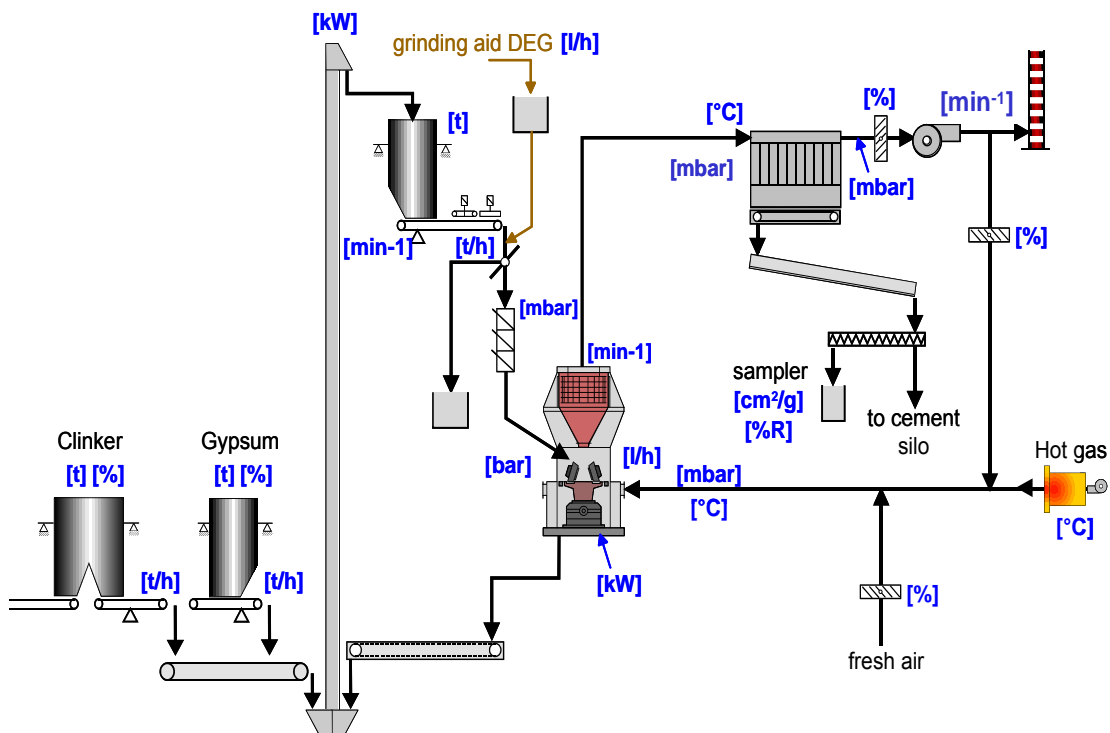 [kW]
grinding aid DEG [l/h]
[t]
[min-1]
[t/h]
[mbar]
[min-1]
[°C]
[mbar]
[%]
[mbar]
[min-1]
[%]
sampler
[cm²/g]
[%R]
to cement
silo
Clinker
[t] [%]
Gypsum
[t] [%]
[t/h]
[t/h]
[bar]
[l/h]
[mbar]
[°C]
[kW]
Hot gas
[°C]
[%]
fresh air